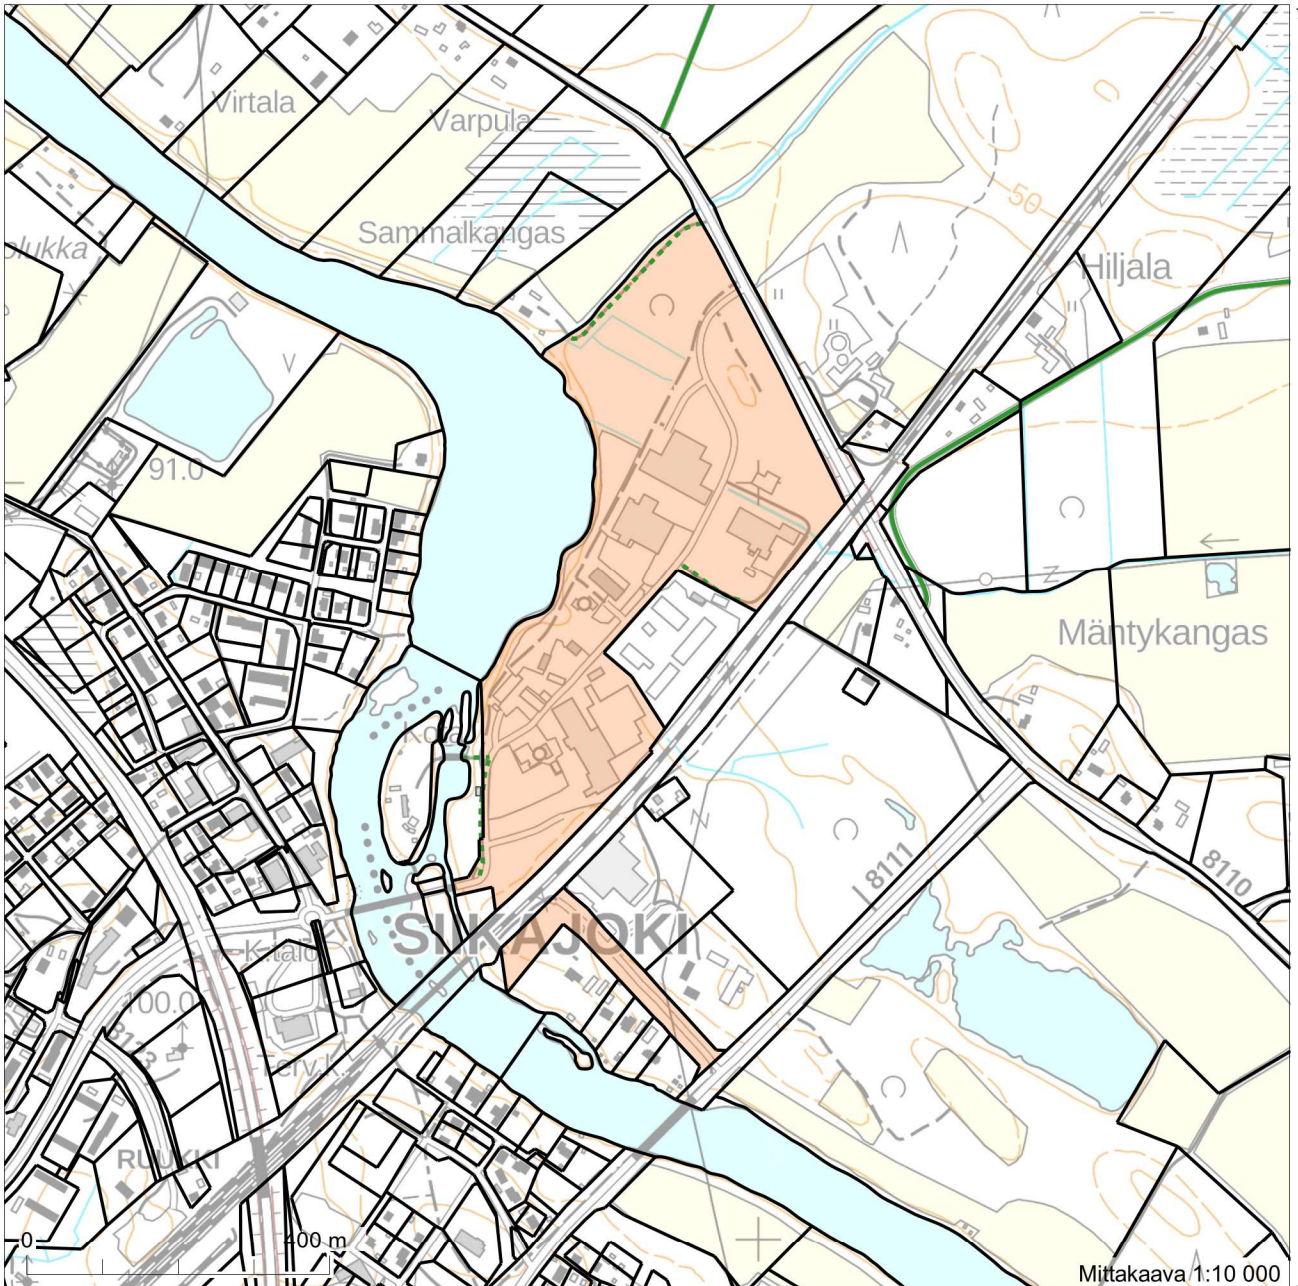 Virtala
Varpula
50
Sammalkangas
Hiljala
91.0
Mäntykangas
8111
8110
SIIKAJOKI
K.talo
100.0
8113
Terv.k.
RUUKKI
0
400 m
Mittakaava 1:10 000